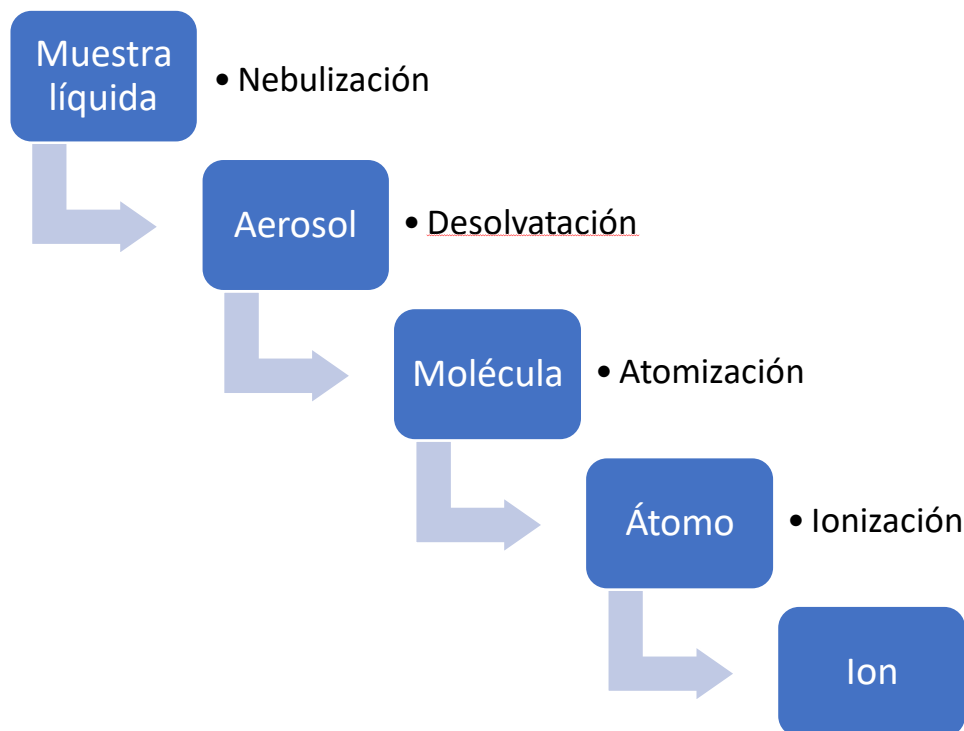 Muestra
líquida
• Nebulización
Aerosol
• Desolvatación
Molécula
• Atomización
Átomo
• Ionización
Ion